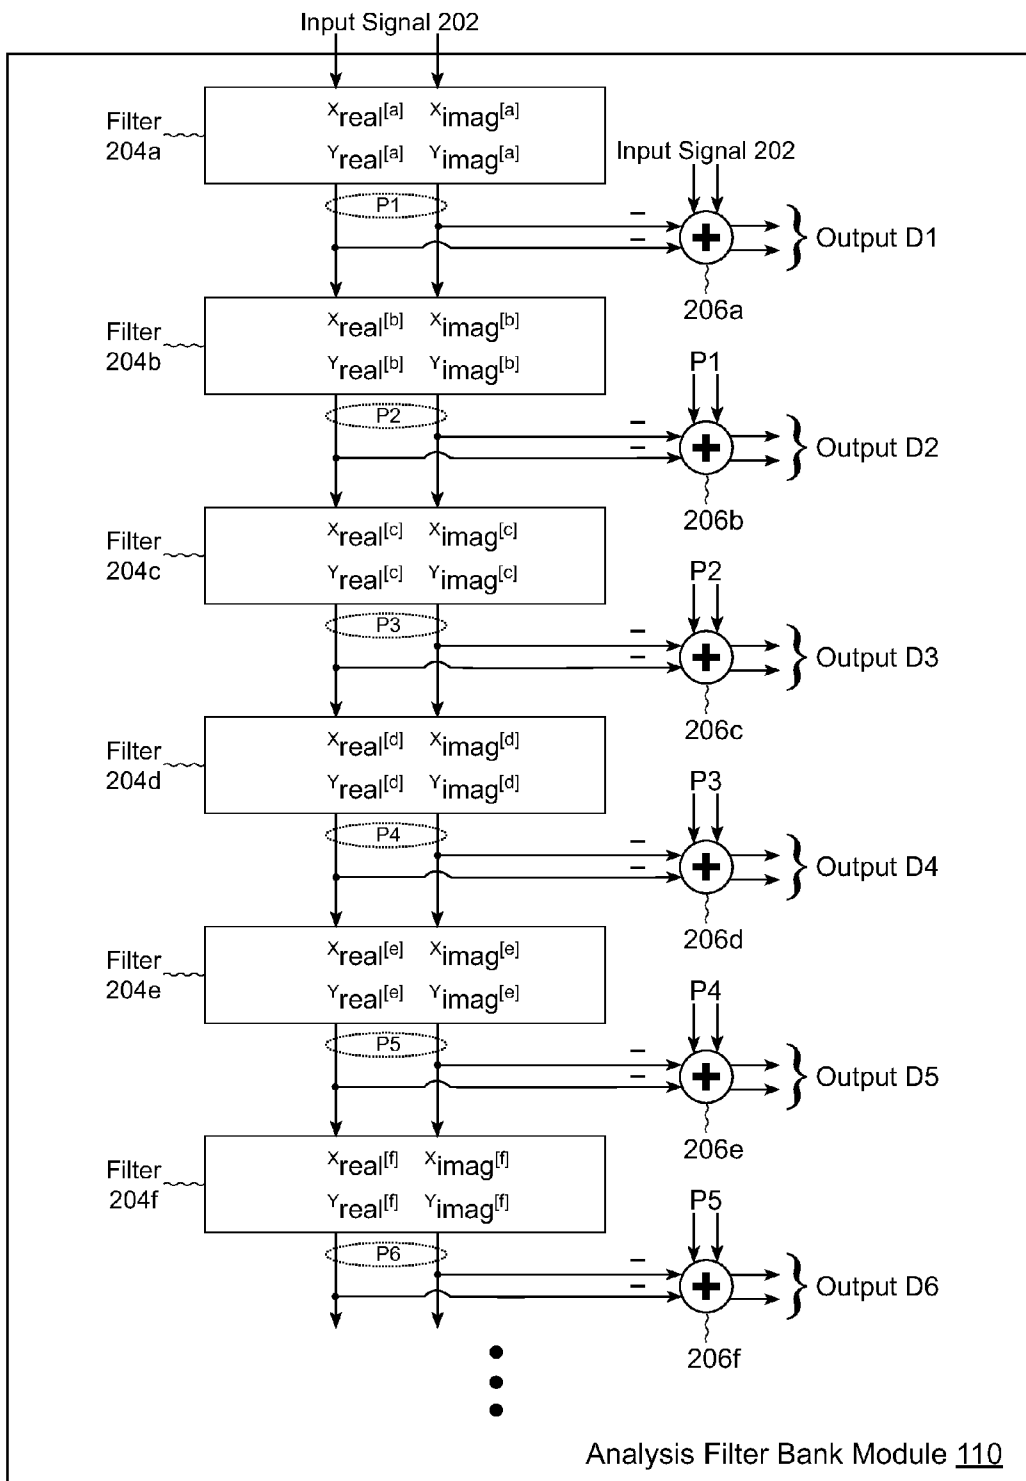 Input Signal 202
Filter
204a
Xreal[a] Ximag[a]
Yreal[a] Yimag[a]
Input Signal 202
P1
–
–
+
Output D1
206a
Filter
204b
Xreal[b] Ximag[b]
Yreal[b] Yimag[b]
P1
P2
–
–
+
Output D2
206b
Filter
204c
Xreal[c] Ximag[c]
Yreal[c] Yimag[c]
P2
P3
–
–
+
Output D3
206c
Filter
204d
Xreal[d] Ximag[d]
Yreal[d] Yimag[d]
P3
P4
–
–
+
Output D4
206d
Filter
204e
Xreal[e] Ximag[e]
Yreal[e] Yimag[e]
P4
P5
–
–
+
Output D5
206e
Filter
204f
Xreal[f] Ximag[f]
Yreal[f] Yimag[f]
P5
P6
–
–
+
Output D6
206f
Analysis Filter Bank Module 110